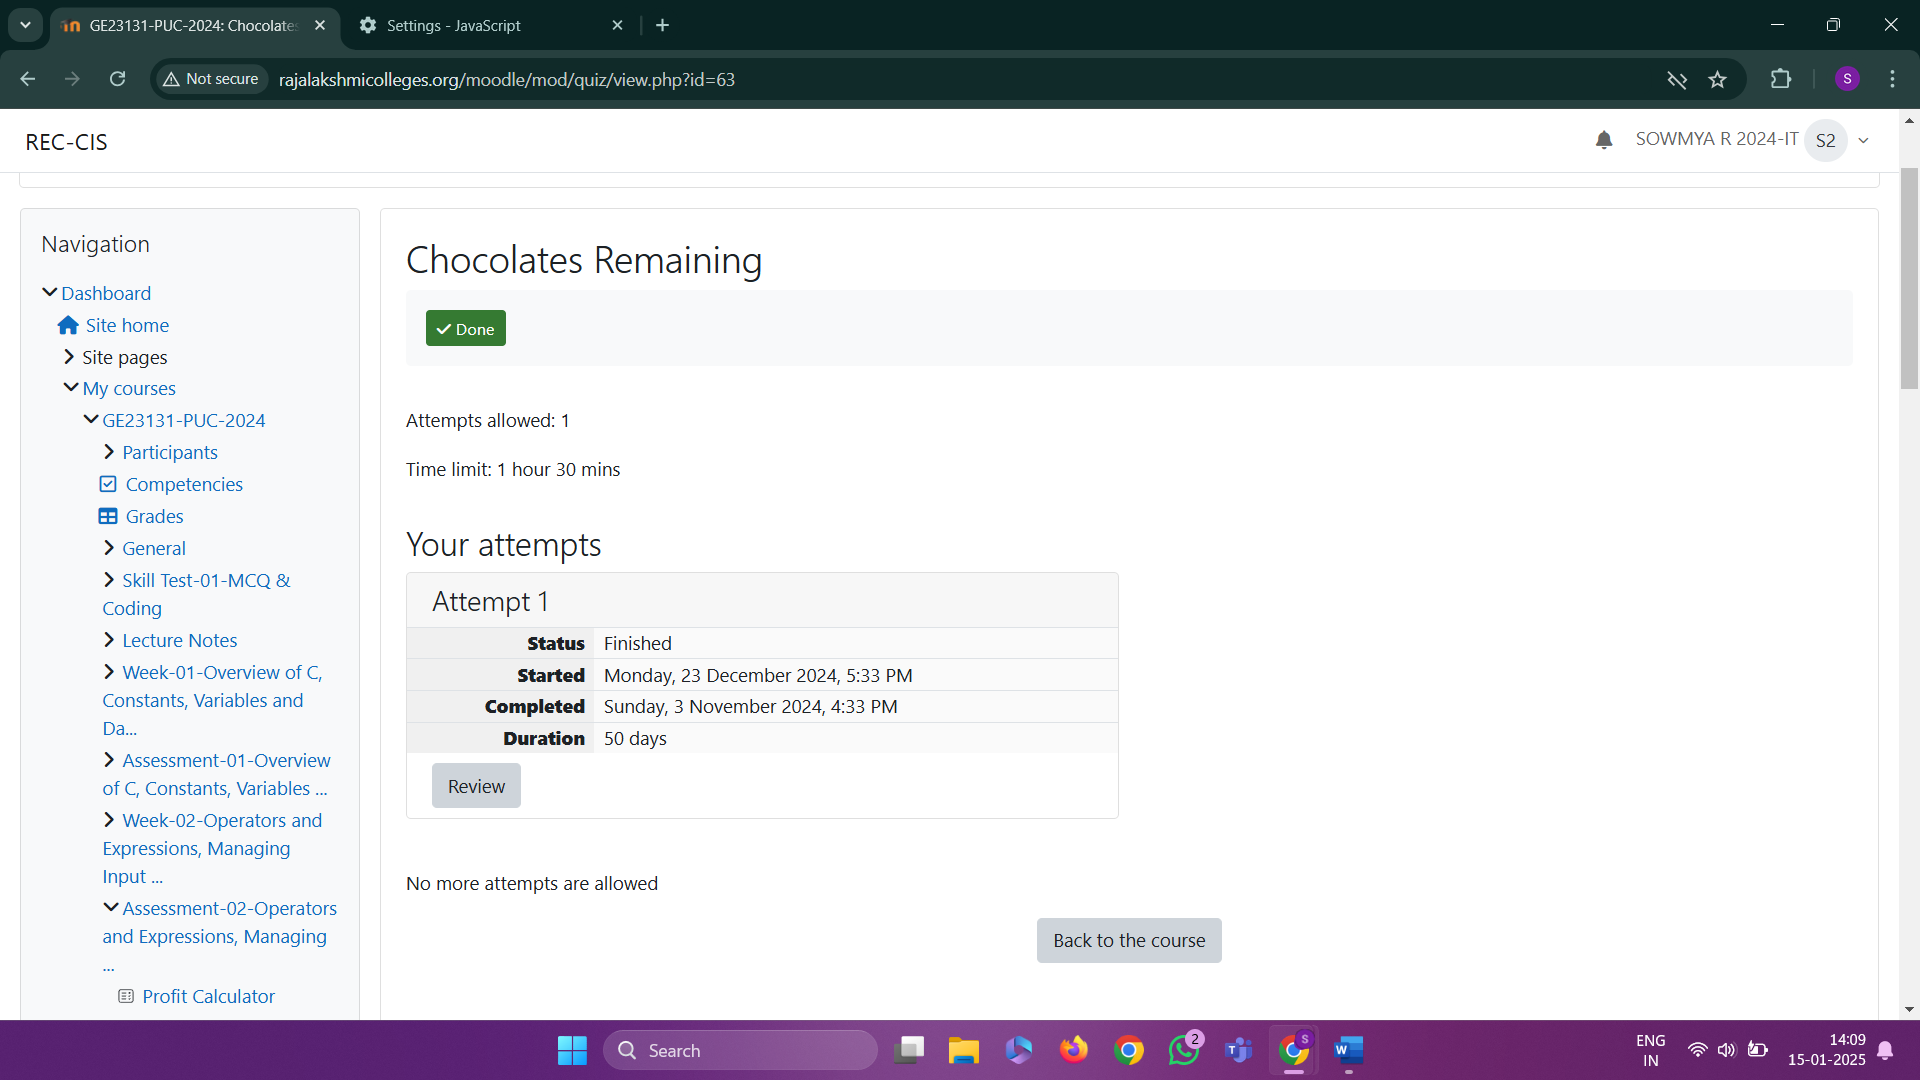 GE23131-PUC-2024: Chocolates
Settings - JavaScript
Not secure
rajalakshmicolleges.org/moodle/mod/quiz/view.php?id=63
S
REC-CIS
SOWMYA R 2024-IT
S2
Navigation
Dashboard
Site home
Site pages
My courses
GE23131-PUC-2024
Participants
Competencies
Grades
General
Skill Test-01-MCQ &
Coding
Lecture Notes
Week-01-Overview of C,
Constants, Variables and
Da...
Assessment-01-Overview
of C, Constants, Variables ...
Week-02-Operators and
Expressions, Managing
Input ...
Assessment-02-Operators
and Expressions, Managing
...
Profit Calculator
Chocolates Remaining
Done
Attempts allowed: 1
Time limit: 1 hour 30 mins
Your attempts
Attempt 1
Status Finished
Started Monday, 23 December 2024, 5:33 PM
Completed Sunday, 3 November 2024, 4:33 PM
Duration 50 days
Review
No more attempts are allowed
Back to the course
Search
2
T
S
W
ENG
IN
14:09
15-01-2025